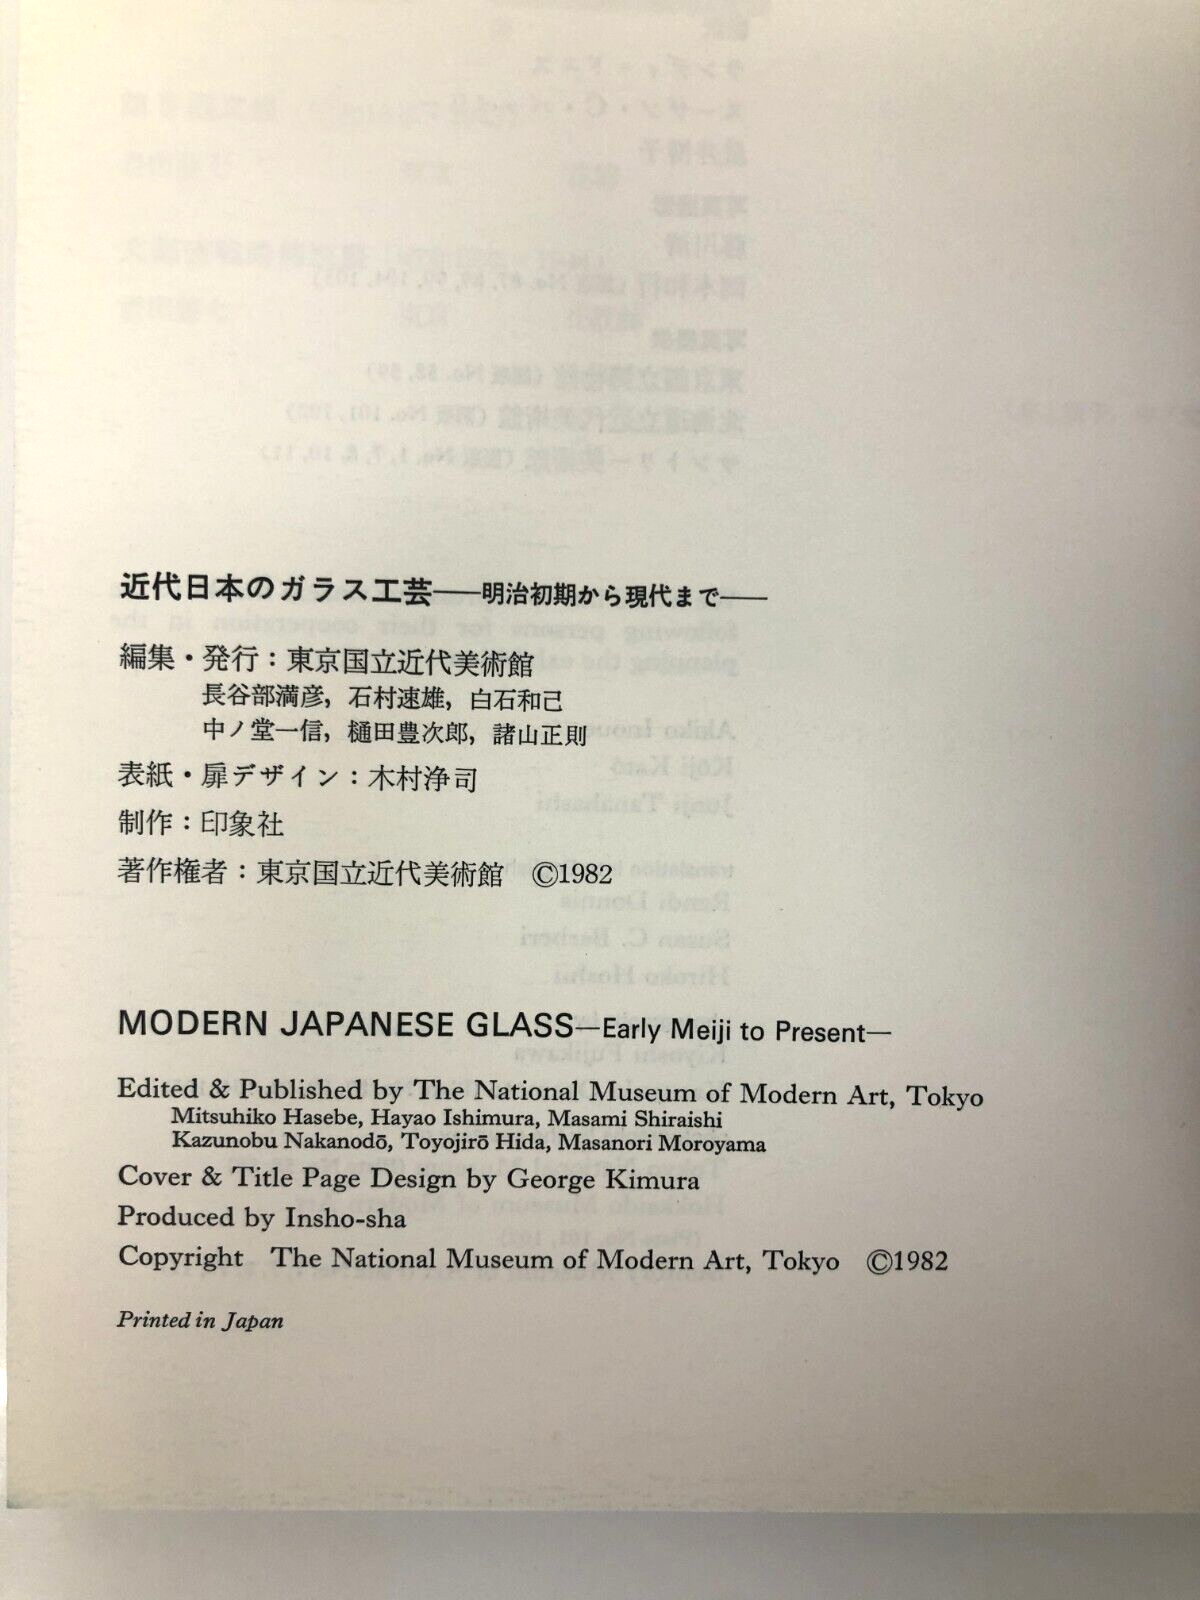 近代日本のガラス工芸——明治初期から現代まで——
編集・発行：東京国立近代美術館
長谷部満彦，石村速雄，白石和己
中ノ堂一信，樋田豊次郎，諸山正則
表紙・扉デザイン：木村浄司
制作：印象社
著作権者：東京国立近代美術館　©1982
MODERN JAPANESE GLASS—Early Meiji to Present—
Edited & Published by The National Museum of Modern Art, Tokyo
Mitsuhiko Hasebe, Hayao Ishimura, Masami Shiraishi
Kazunobu Nakanodō, Toyojirō Hida, Masanori Moroyama
Cover & Title Page Design by George Kimura
Produced by Insho-sha
Copyright The National Museum of Modern Art, Tokyo ©1982
Printed in Japan